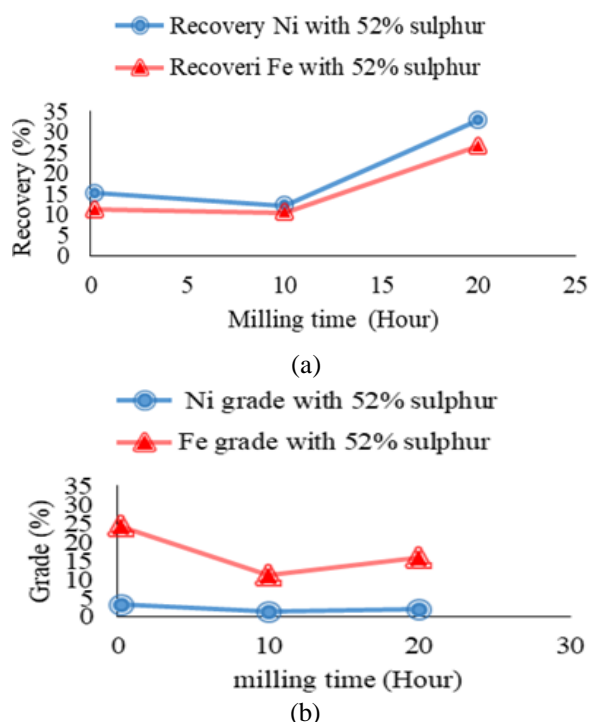 Recovery Ni with 52% sulphur
Recoveri Fe with 52% sulphur
35
30
25
20
15
10
5
0
Recovery (%)
0 5 10 15 20 25
Milling time (Hour)
(a)
Ni grade with 52% sulphur
Fe grade with 52% sulphur
35
30
25
20
15
10
5
0
Grade (%)
0 10 20 30
milling time (Hour)
(b)